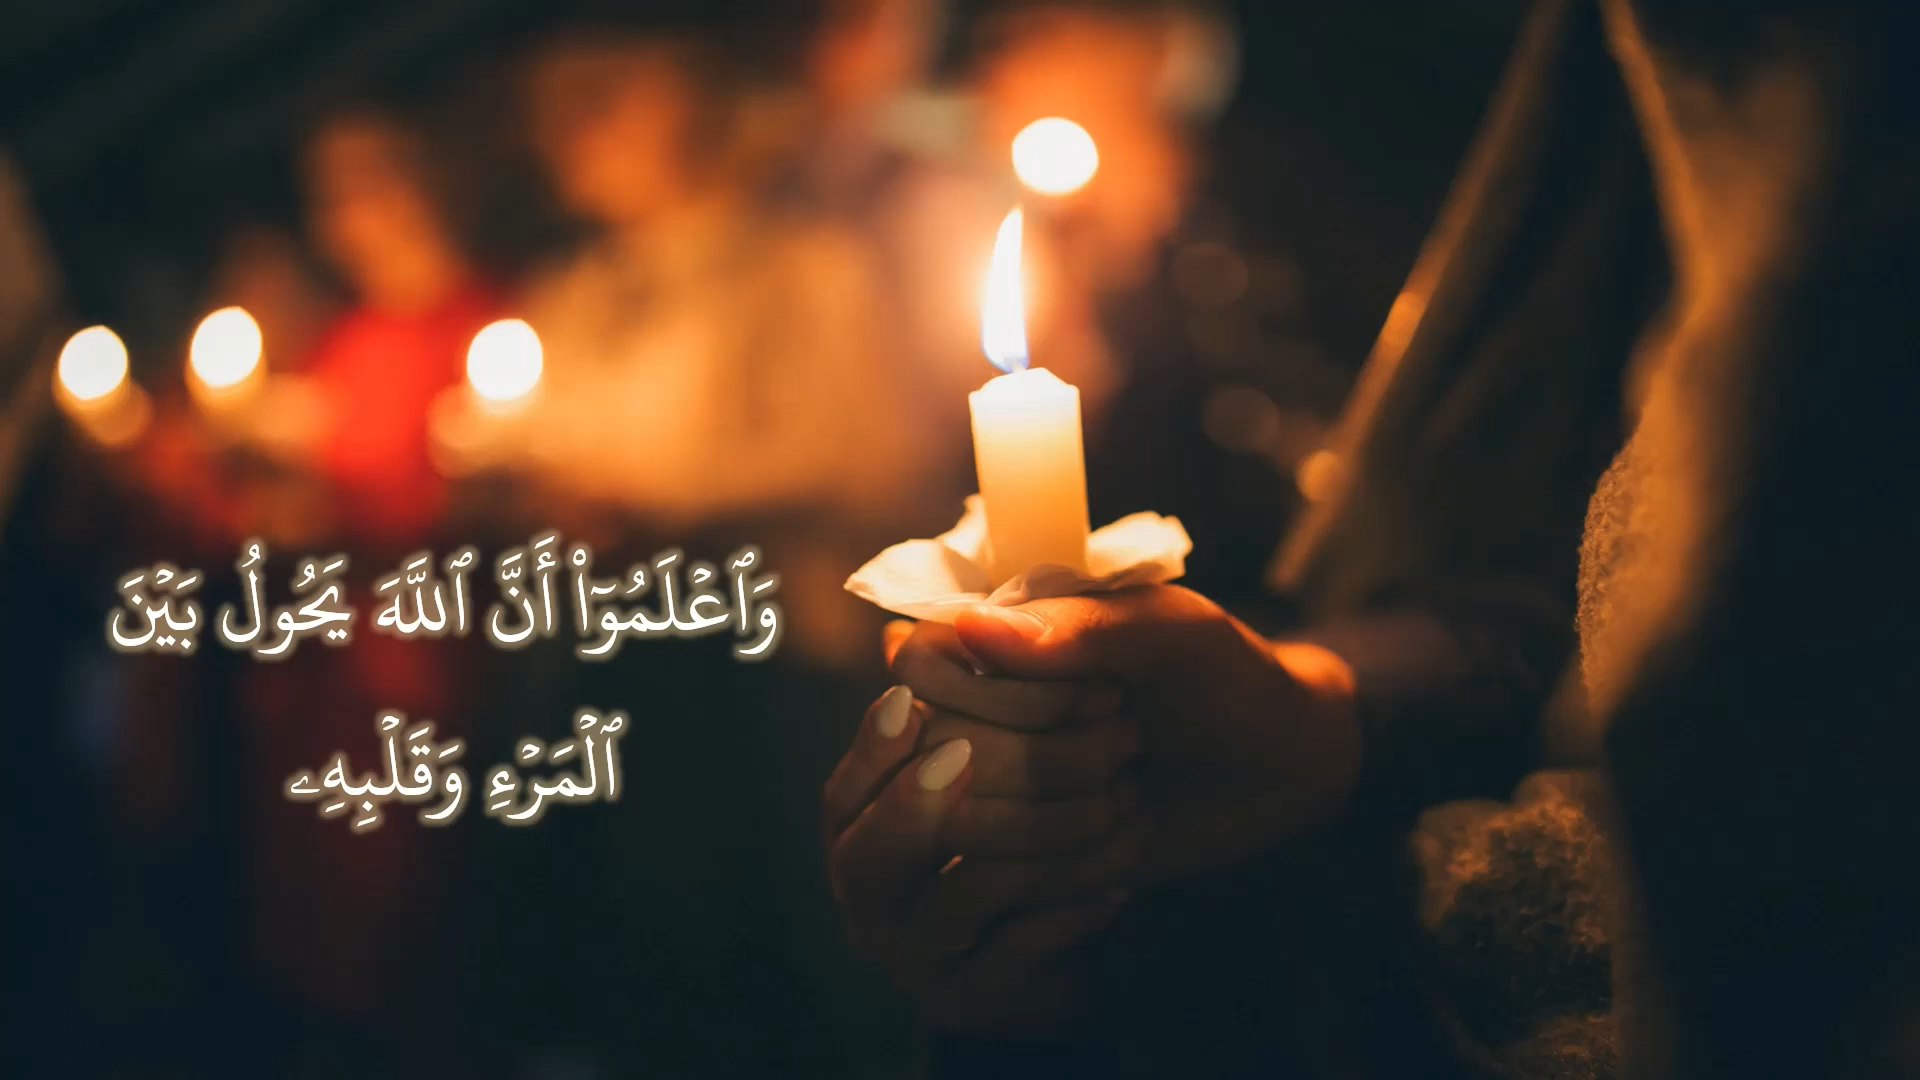 وَٱعْلَمُوٓا۟ أَنَّ ٱللَّهَ يَحُولُ بَيْنَ
ٱلْمَرْءِ وَقَلْبِهِۦ